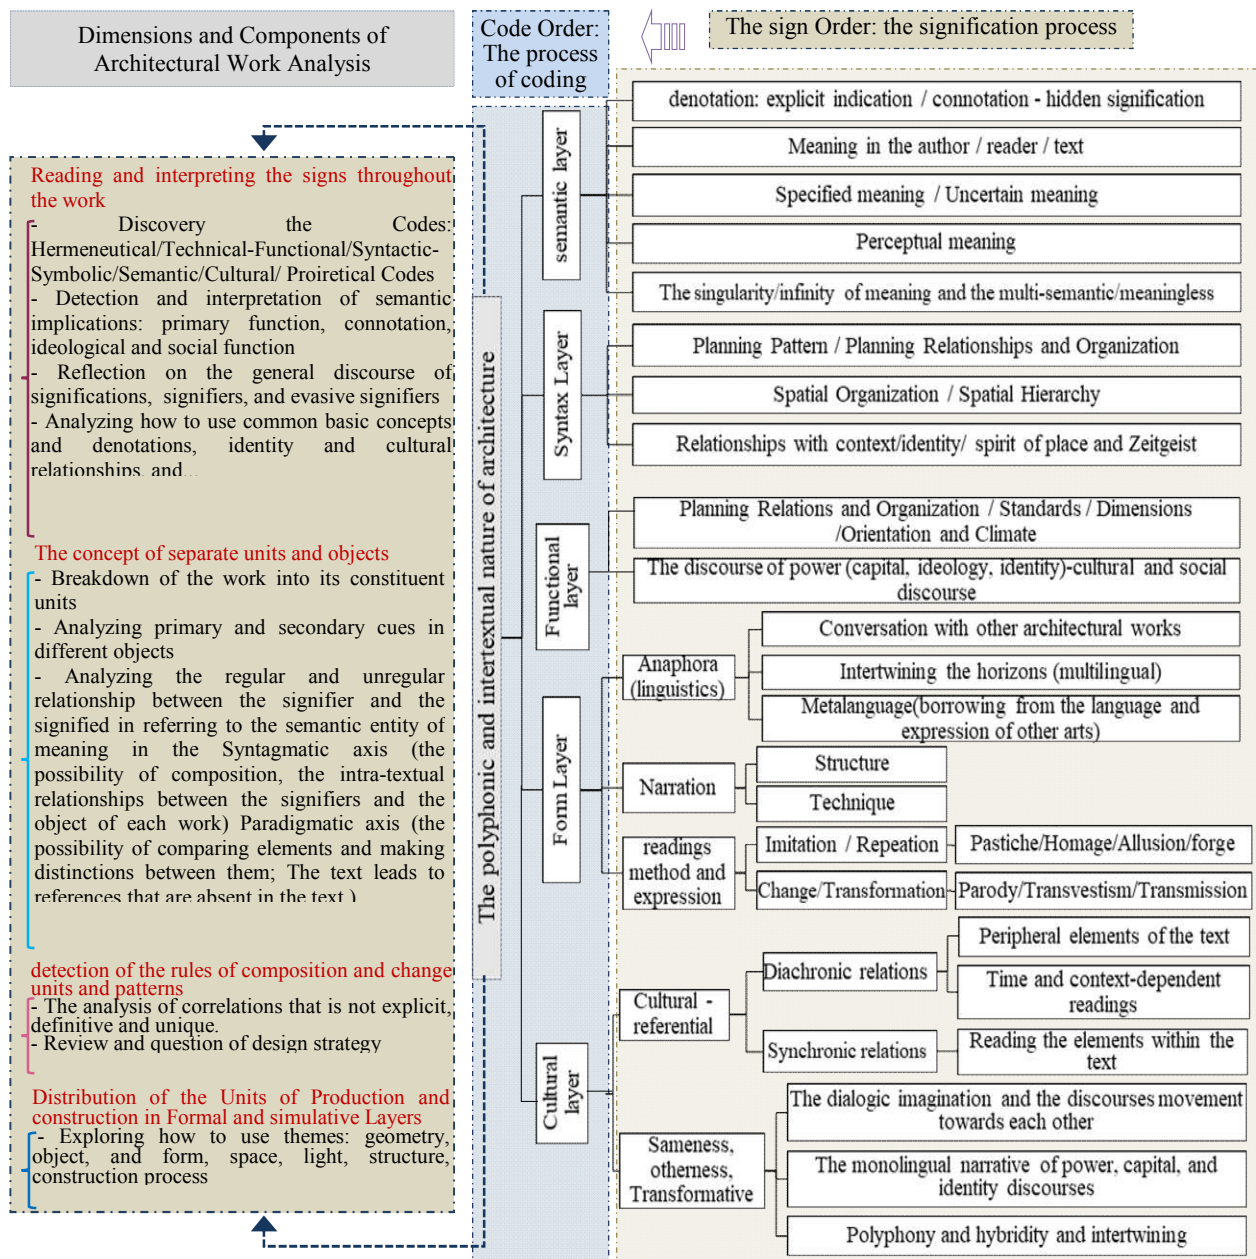 Dimensions and Components of
Architectural Work Analysis
Code Order:
The process
of coding
The sign Order: the signification process
Reading and interpreting the signs throughout
the work
- Discovery the Codes:
Hermeneutical/Technical-Functional/Syntactic-
Symbolic/Semantic/Cultural/ Proiretical Codes
- Detection and interpretation of semantic
implications: primary function, connotation,
ideological and social function
- Reflection on the general discourse of
significations, signifiers, and evasive signifiers
- Analyzing how to use common basic concepts
and denotations, identity and cultural
relationships, and...
The concept of separate units and objects
- Breakdown of the work into its constituent
units
- Analyzing primary and secondary cues in
different objects
- Analyzing the regular and unregular
relationship between the signifier and the
signified in referring to the semantic entity of
meaning in the Syntagmatic axis (the
possibility of composition, the intra-textual
relationships between the signifiers and the
object of each work) Paradigmatic axis (the
possibility of comparing elements and making
distinctions between them; The text leads to
references that are absent in the text.)
detection of the rules of composition and change
units and patterns
- The analysis of correlations that is not explicit,
definitive and unique.
- Review and question of design strategy
Distribution of the Units of Production and
construction in Formal and simulative Layers
- Exploring how to use themes: geometry,
object, and form, space, light, structure,
construction process
The polyphonic and intertextual nature of architecture
semantic layer
denotation: explicit indication / connotation - hidden signification
Meaning in the author / reader / text
Specified meaning / Uncertain meaning
Perceptual meaning
The singularity/infinity of meaning and the multi-semantic/meaningless
Syntax Layer
Planning Pattern / Planning Relationships and Organization
Spatial Organization / Spatial Hierarchy
Relationships with context/identity/ spirit of place and Zeitgeist
Functional
layer
Planning Relations and Organization / Standards / Dimensions
/Orientation and Climate
The discourse of power (capital, ideology, identity)-cultural and social
discourse
Form Layer
Anaphora
(linguistics)
Conversation with other architectural works
Intertwining the horizons (multilingual)
Metalanguage(borrowing from the language and
expression of other arts)
Narration
Structure
Technique
readings
method and
expression
Imitation / Repeation
Pastiche/Homage/Allusion/forge
Change/Transformation
Parody/Transvestism/Transmission
Cultural
layer
Cultural -
referential
Diachronic relations
Peripheral elements of the text
Time and context-dependent
readings
Synchronic relations
Reading the elements within the
text
Sameness,
otherness,
Transformative
The dialogic imagination and the discourses movement
towards each other
The monolingual narrative of power, capital, and
identity discourses
Polyphony and hybridity and intertwining